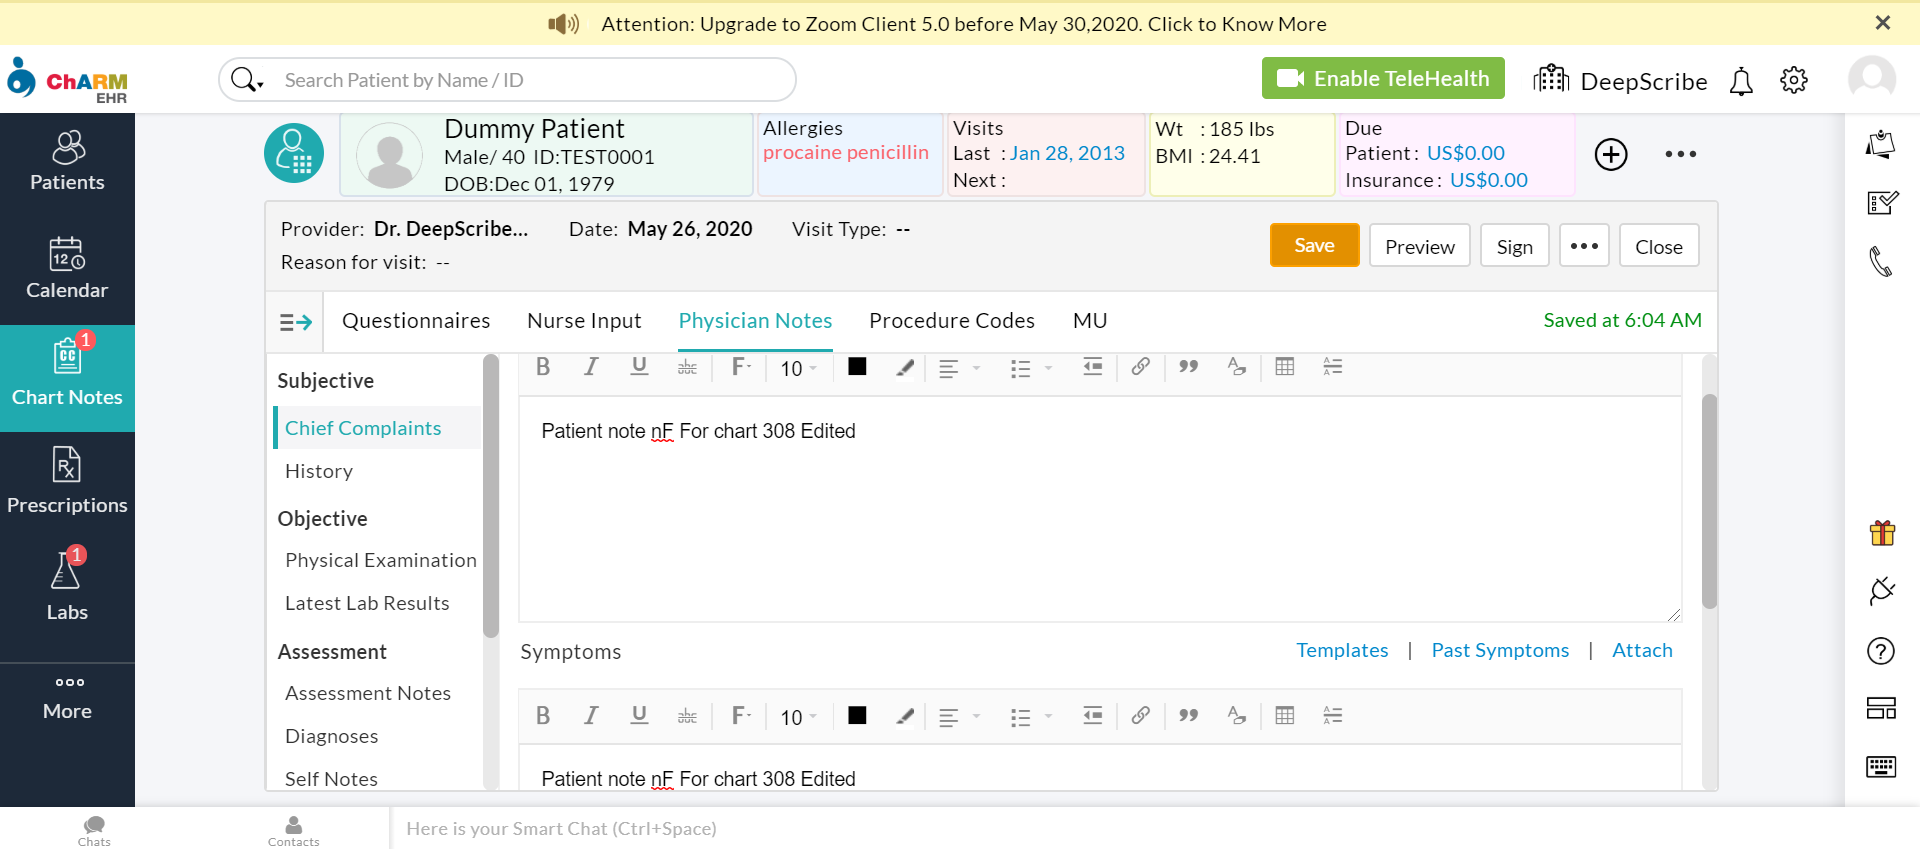 Attention: Upgrade to Zoom Client 5.0 before May 30,2020. Click to Know More
ChARM
EHR
Search Patient by Name / ID
Enable TeleHealth
DeepScribe
Patients
12
Calendar
1
CC
Chart Notes
Rx
Prescriptions
1
Labs
More
Dummy Patient
Male/ 40 ID:TEST0001
DOB:Dec 01, 1979
Allergies
procaine penicillin
Visits
Last : Jan 28, 2013
Next :
Wt : 185 lbs
BMI : 24.41
Due
Patient : US$0.00
Insurance : US$0.00
Provider: Dr. DeepScribe...
Date: May 26, 2020
Visit Type: --
Reason for visit: --
Save
Preview
Sign
Close
Questionnaires
Nurse Input
Physician Notes
Procedure Codes
MU
Saved at 6:04 AM
Subjective
Chief Complaints
History
Objective
Physical Examination
Latest Lab Results
Assessment
Assessment Notes
Diagnoses
Self Notes
B I U abc F 10
Patient note nF For chart 308 Edited
Symptoms
Templates | Past Symptoms | Attach
B I U abc F 10
Patient note nF For chart 308 Edited
Chats
Contacts
Here is your Smart Chat (Ctrl+Space)